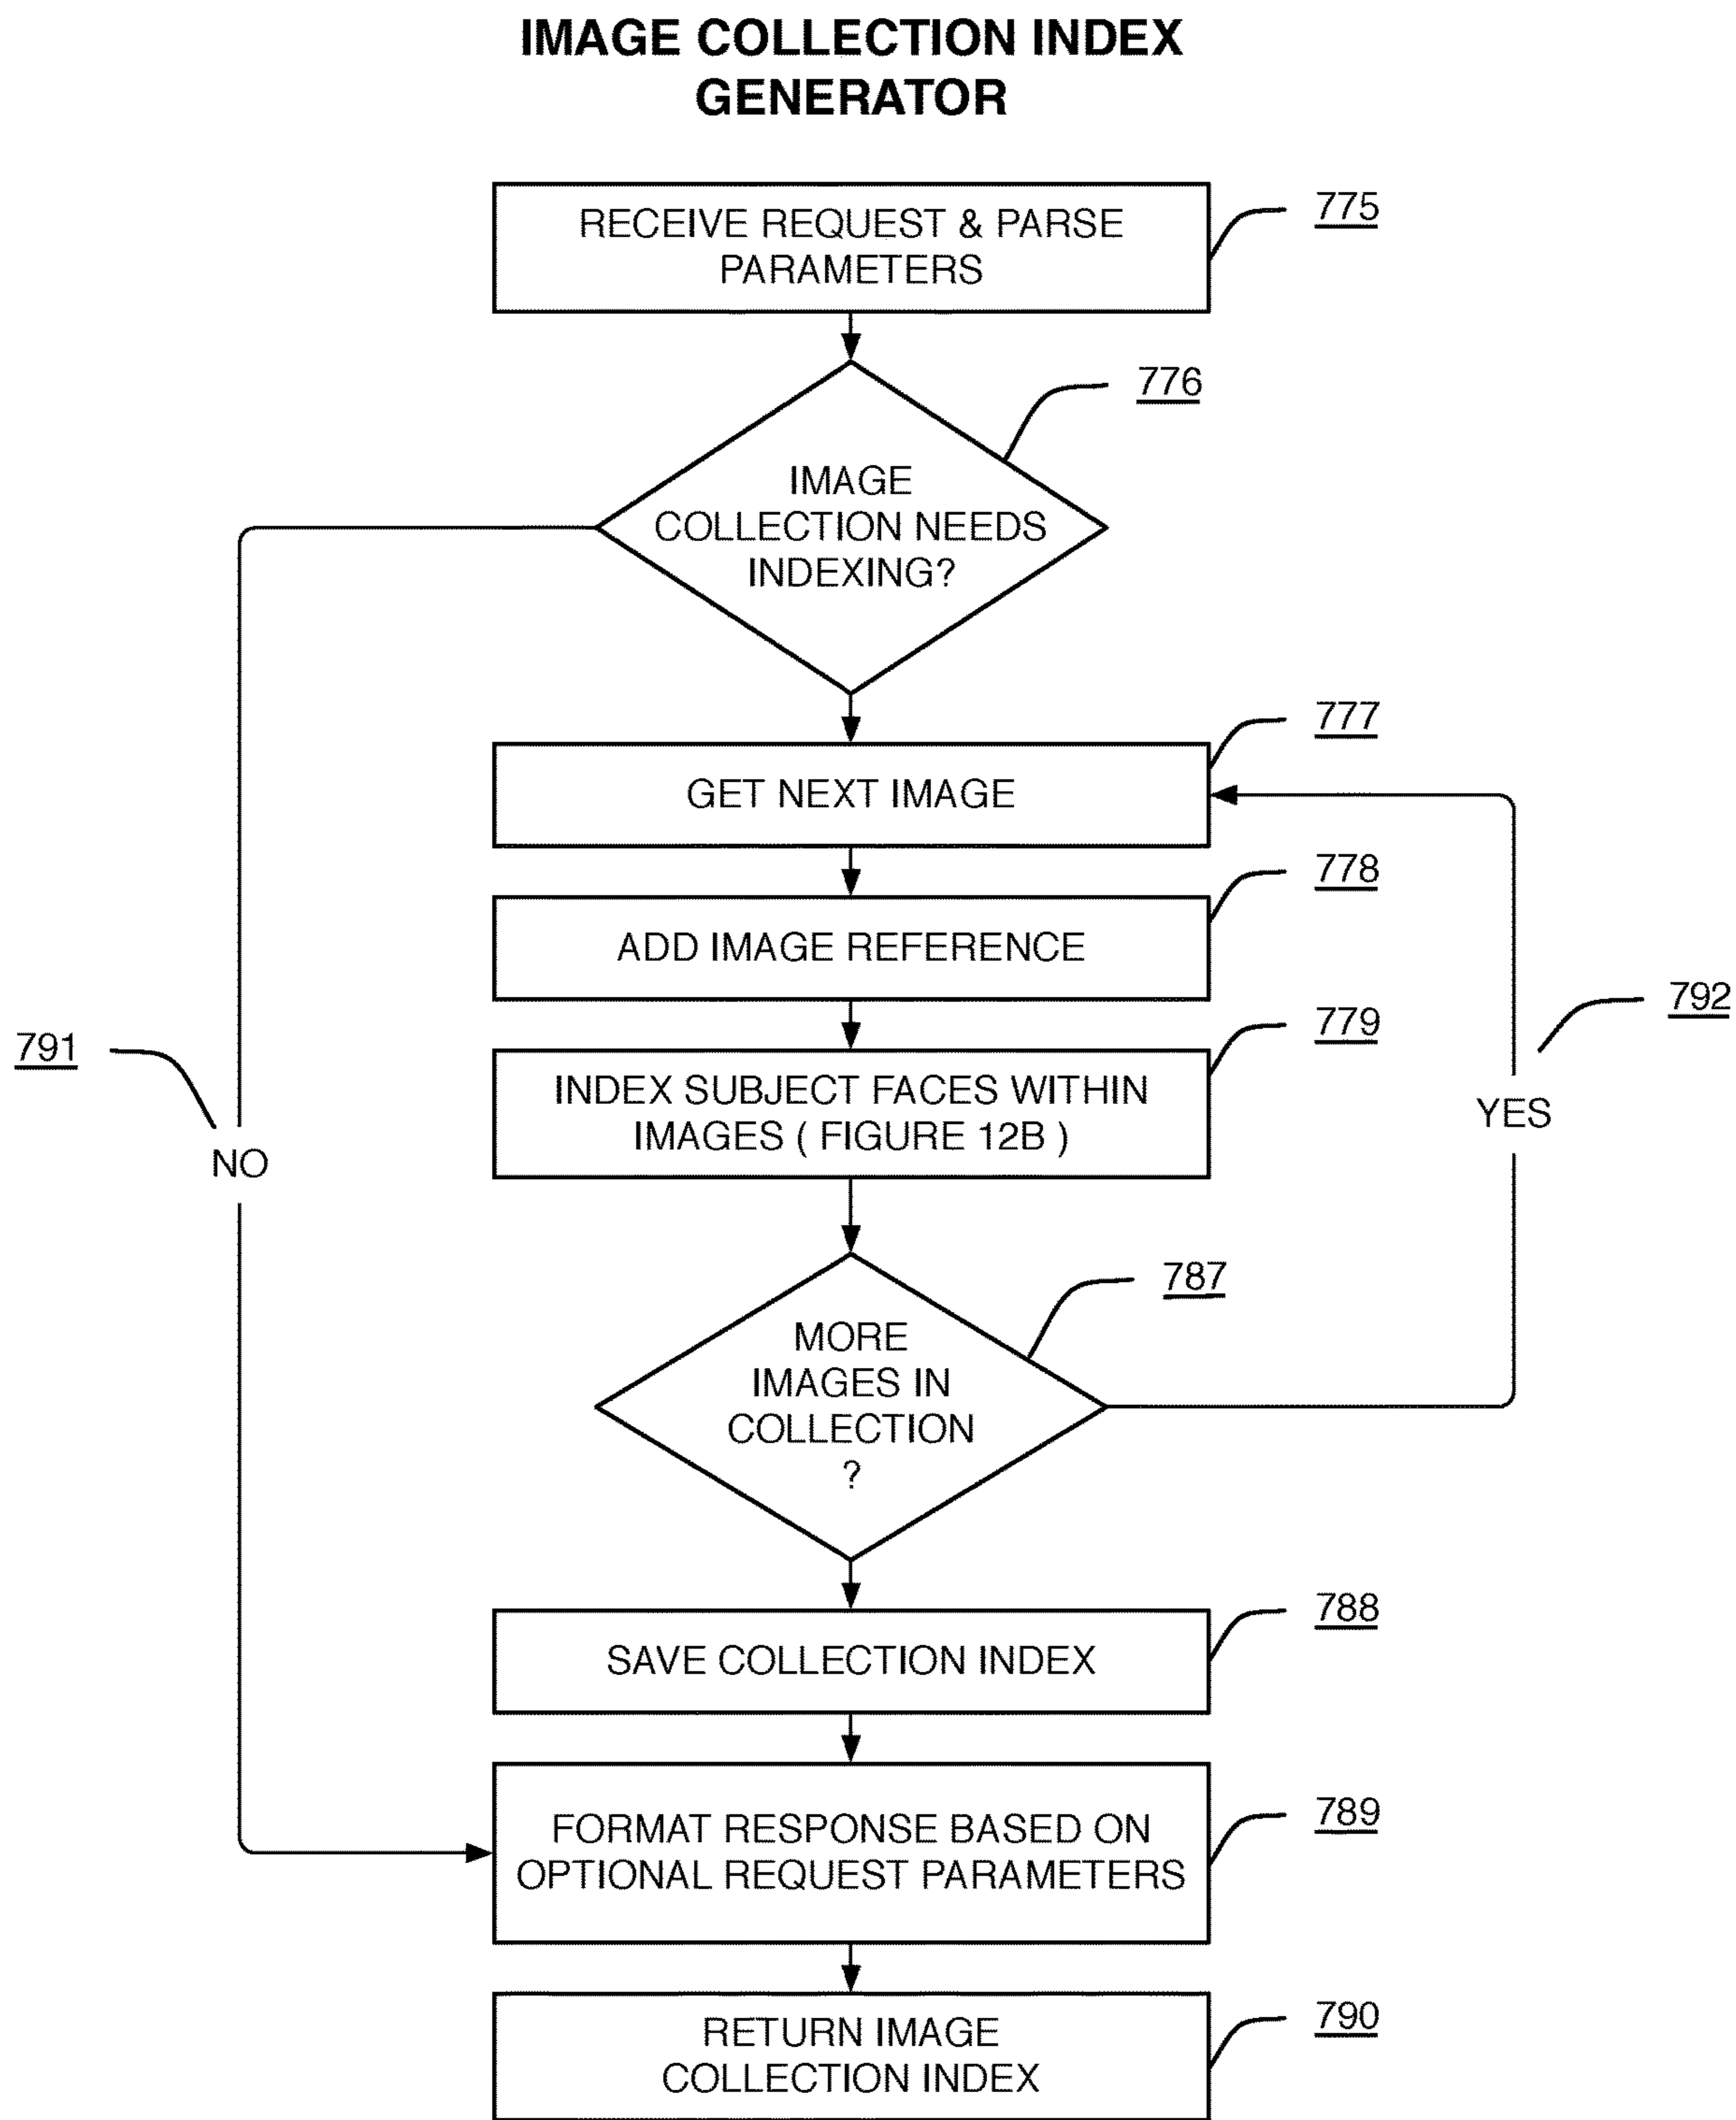 IMAGE COLLECTION INDEX
GENERATOR
RECEIVE REQUEST & PARSE
PARAMETERS
775
776
IMAGE
COLLECTION NEEDS
INDEXING?
777
GET NEXT IMAGE
778
ADD IMAGE REFERENCE
792
779
791
INDEX SUBJECT FACES WITHIN
IMAGES ( FIGURE 12B )
YES
NO
787
MORE
IMAGES IN
COLLECTION
?
788
SAVE COLLECTION INDEX
789
FORMAT RESPONSE BASED ON
OPTIONAL REQUEST PARAMETERS
790
RETURN IMAGE
COLLECTION INDEX